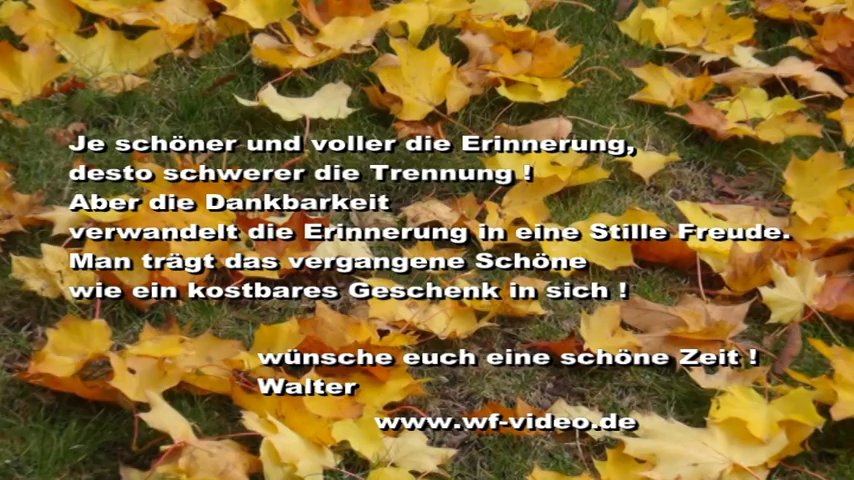 Je schöner und voller die Erinnerung,
desto schwerer die Trennung !
Aber die Dankbarkeit
verwandelt die Erinnerung in eine Stille Freude.
Man trägt das vergangene Schöne
wie ein kostbares Geschenk in sich !
wünsche euch eine schöne Zeit !
Walter
www.wf-video.de